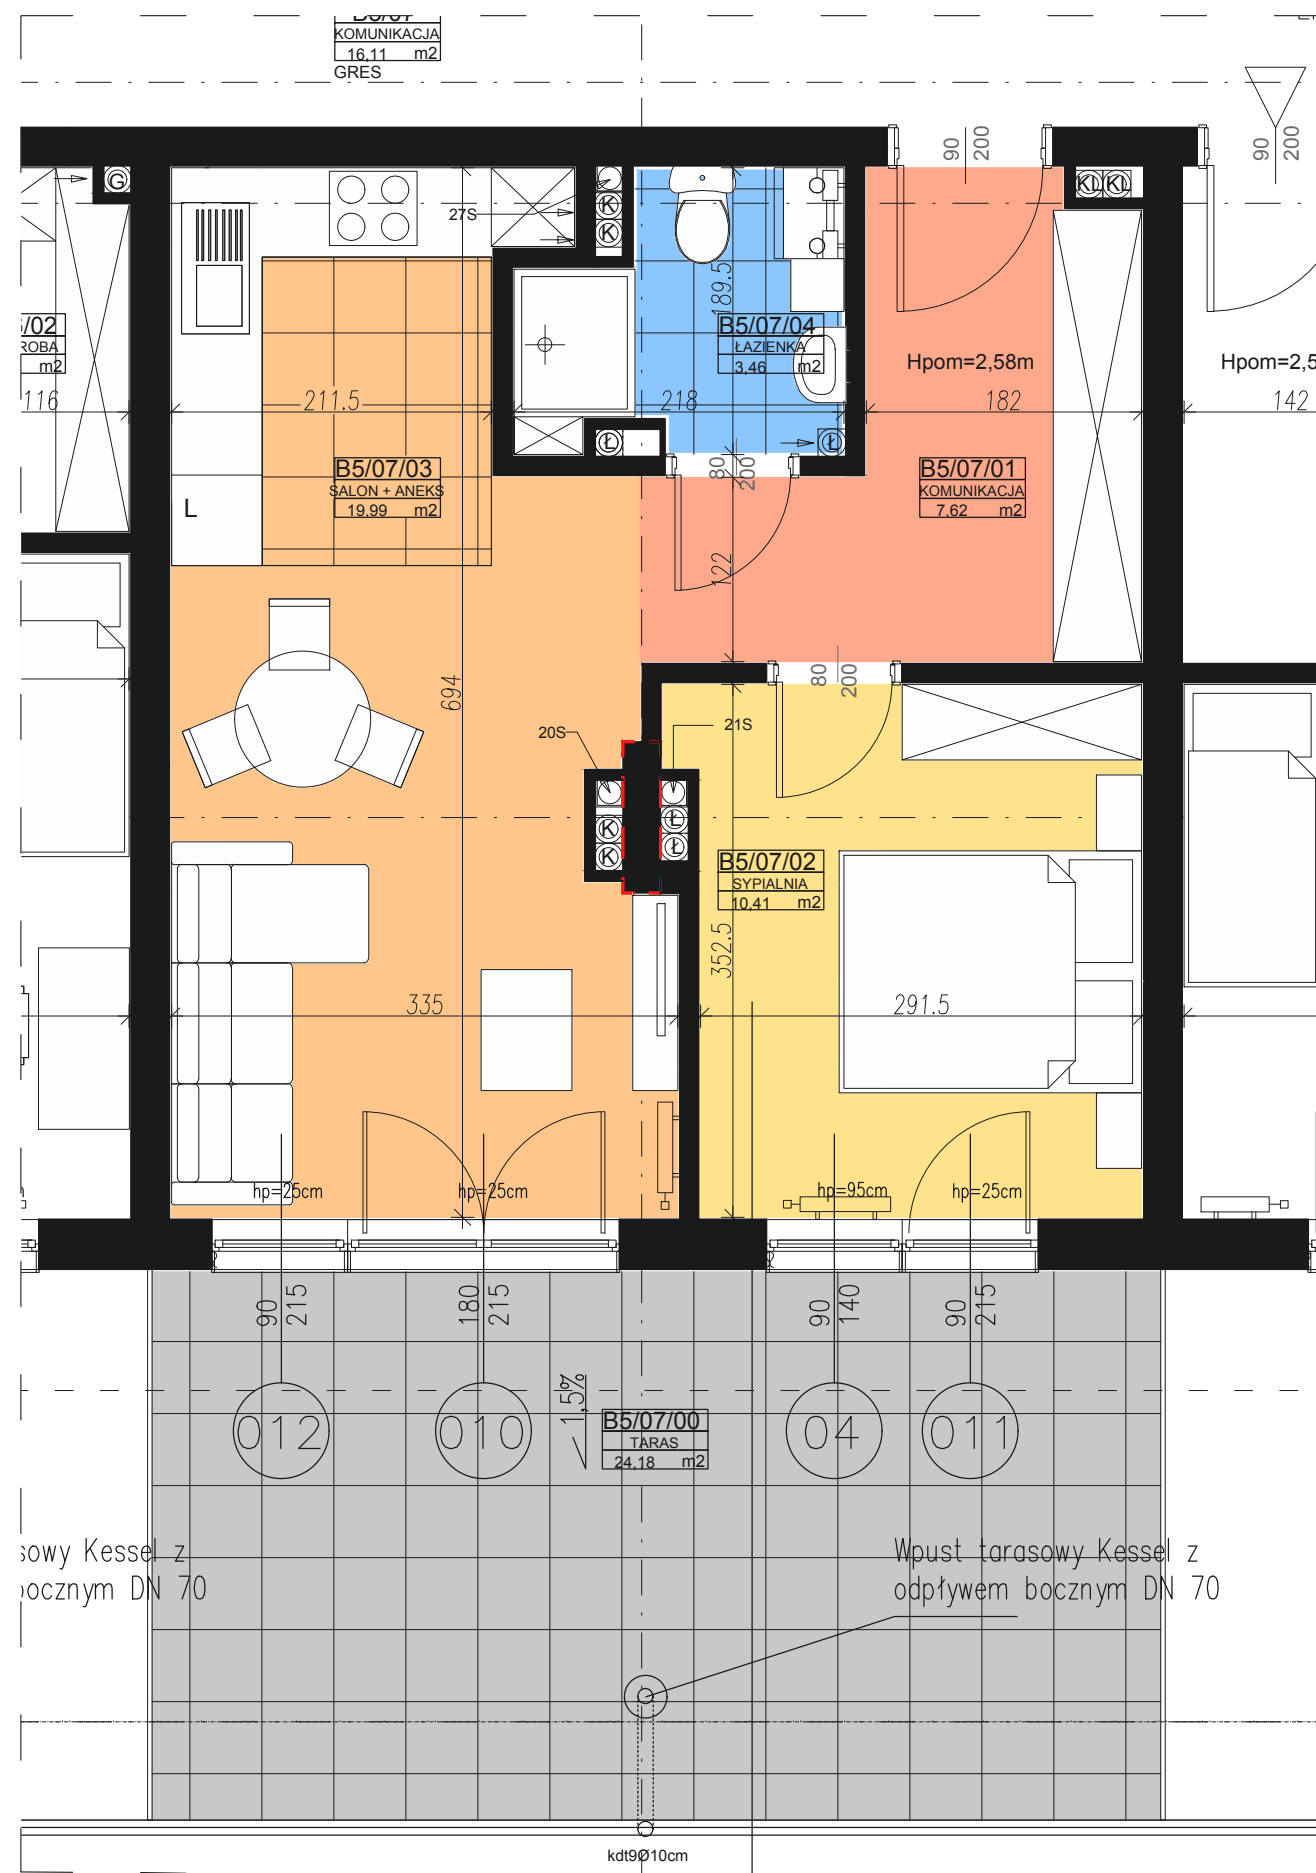 KOMUNIKACJA
16,11 m2
GRES
90
200
90
200
G
27S
K
K
KL
KL
/02
ROBA
m2
116
189.5
B5/07/04
ŁAZIENKA
3,46 m2
Hpom=2,58m
Hpom=2,5
211.5
218
182
142
Ł
Ł
B5/07/03
SALON + ANEKS
19,99 m2
80
200
B5/07/01
KOMUNIKACJA
7,62 m2
L
122
694
80
200
20S
21S
K
K
Ł
Ł
B5/07/02
SYPIALNIA
10,41 m2
352.5
335
291.5
hp=25cm
hp=25cm
hp=95cm
hp=25cm
90
215
180
215
90
140
90
215
1,5%
012
010
04
011
B5/07/00
TARAS
24,18 m2
sowy Kessel z
bocznym DN 70
Wpust tarasowy Kessel z
odpływem bocznym DN 70
kdt9Ø10cm